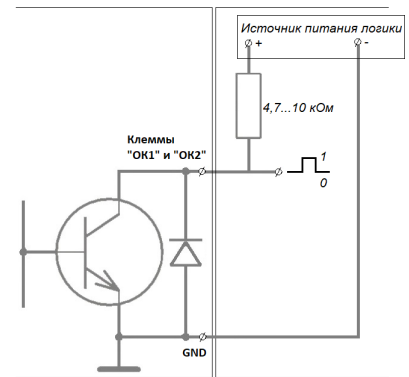 Источник питания логики
+ -
4,7...10 кОм
Клеммы
"ОК1" и "ОК2"
1
0
GND